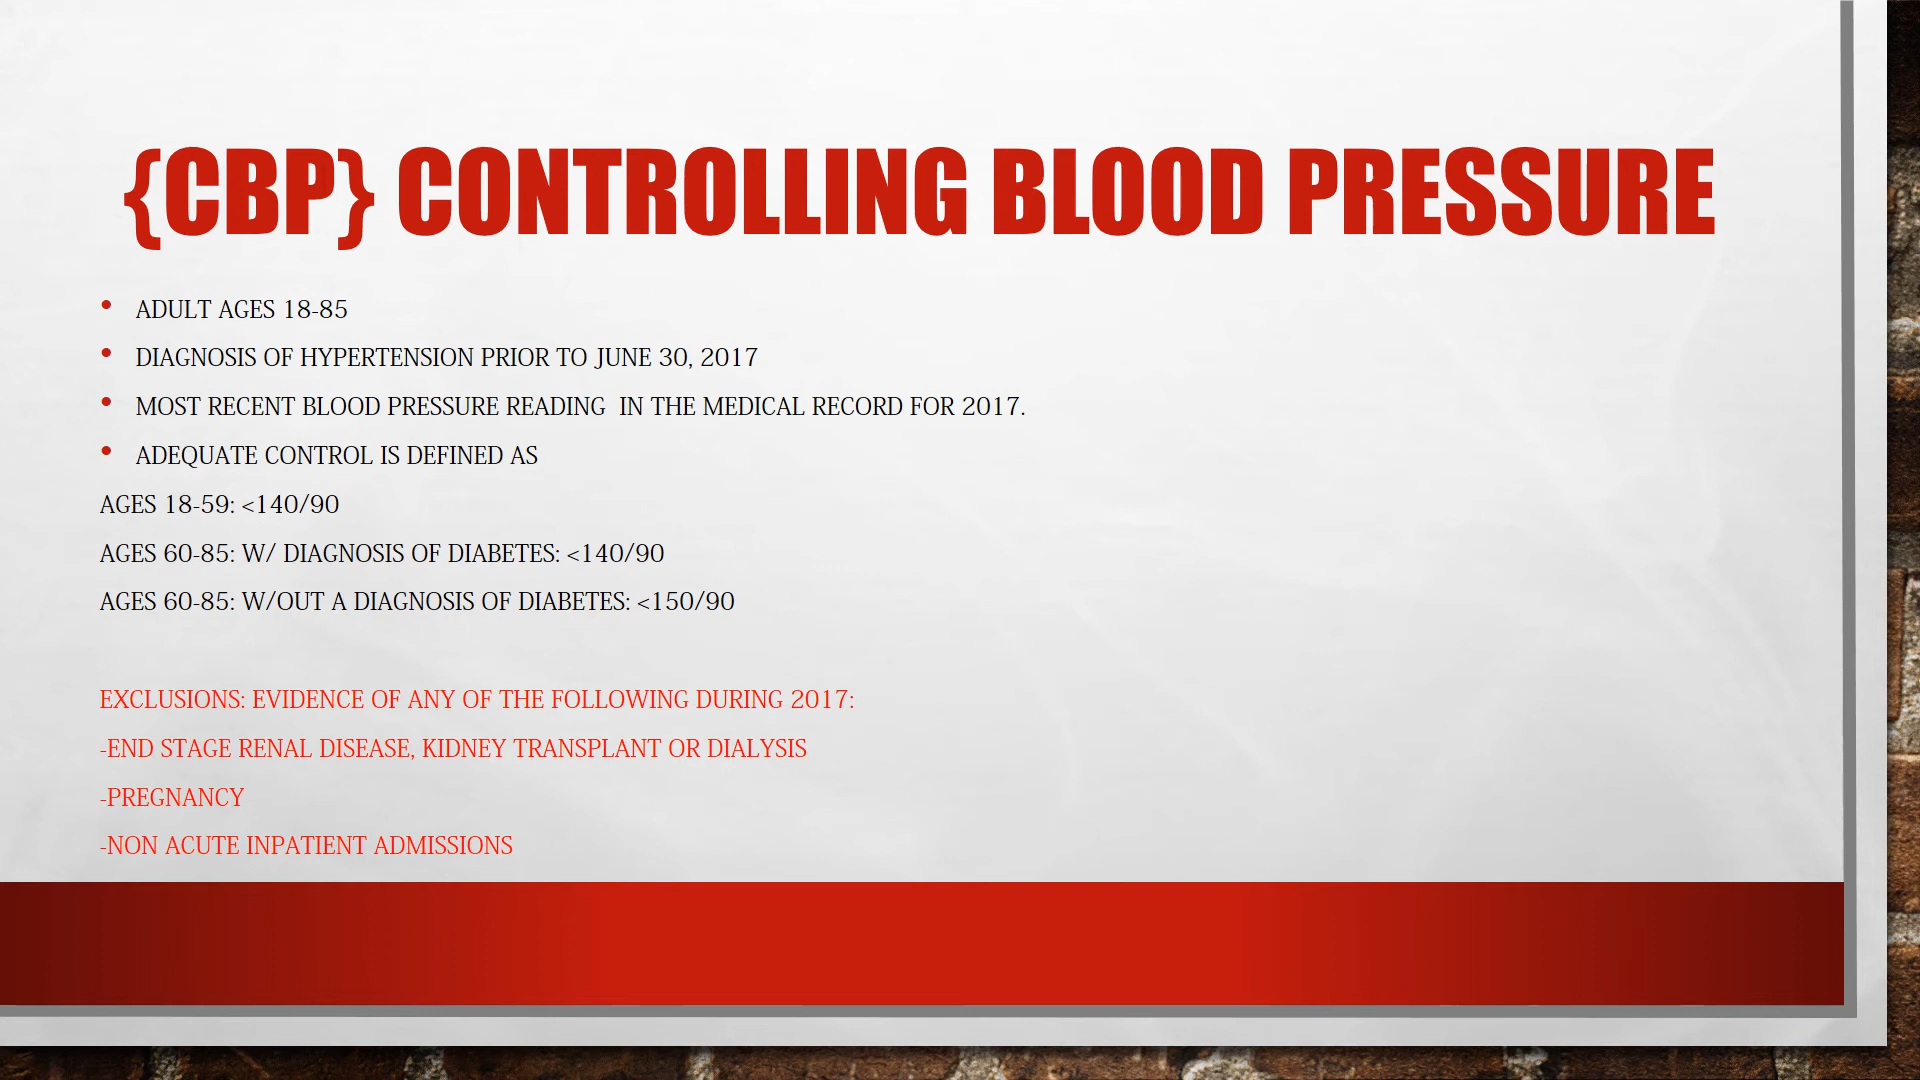 {CBP} CONTROLLING BLOOD PRESSURE
• ADULT AGES 18-85
• DIAGNOSIS OF HYPERTENSION PRIOR TO JUNE 30, 2017
• MOST RECENT BLOOD PRESSURE READING  IN THE MEDICAL RECORD FOR 2017.
• ADEQUATE CONTROL IS DEFINED AS
AGES 18-59: <140/90
AGES 60-85: W/ DIAGNOSIS OF DIABETES: <140/90
AGES 60-85: W/OUT A DIAGNOSIS OF DIABETES: <150/90
EXCLUSIONS: EVIDENCE OF ANY OF THE FOLLOWING DURING 2017:
-END STAGE RENAL DISEASE, KIDNEY TRANSPLANT OR DIALYSIS
-PREGNANCY
-NON ACUTE INPATIENT ADMISSIONS